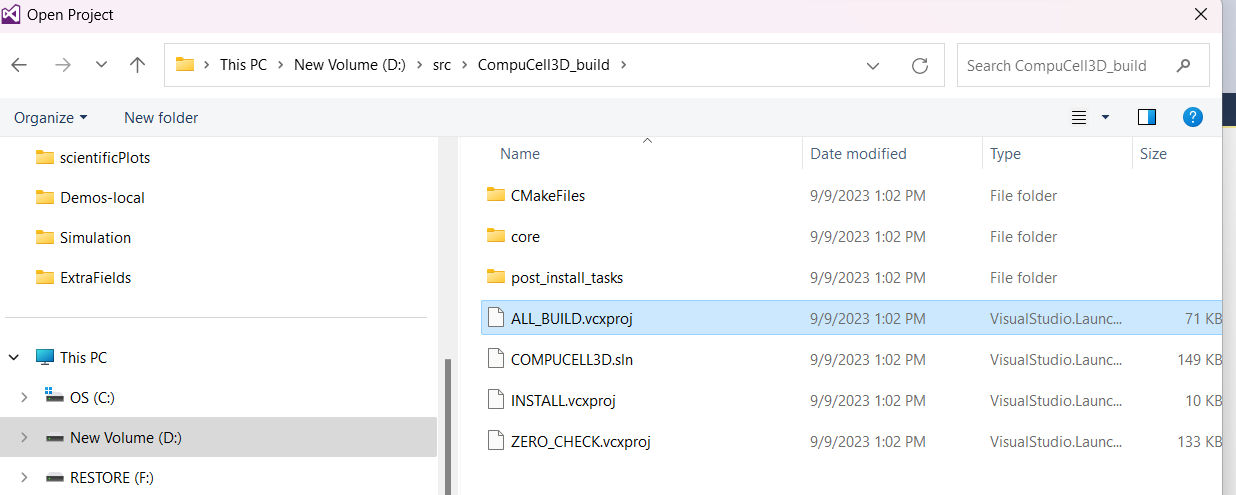 Open Project
This PC > New Volume (D:) > src > CompuCell3D_build >
Search CompuCell3D_build
Organize New folder
scientificPlots
Demos-local
Simulation
ExtraFields
This PC
OS (C:)
New Volume (D:)
RESTORE (F:)
Name Date modified Type Size
CMakeFiles 9/9/2023 1:02 PM File folder
core 9/9/2023 1:02 PM File folder
post_install_tasks 9/9/2023 1:02 PM File folder
ALL_BUILD.vcxproj 9/9/2023 1:02 PM VisualStudio.Launc... 71 KB
COMPUCELL3D.sln 9/9/2023 1:02 PM VisualStudio.Launc... 149 KB
INSTALL.vcxproj 9/9/2023 1:02 PM VisualStudio.Launc... 10 KB
ZERO_CHECK.vcxproj 9/9/2023 1:02 PM VisualStudio.Launc... 133 KB